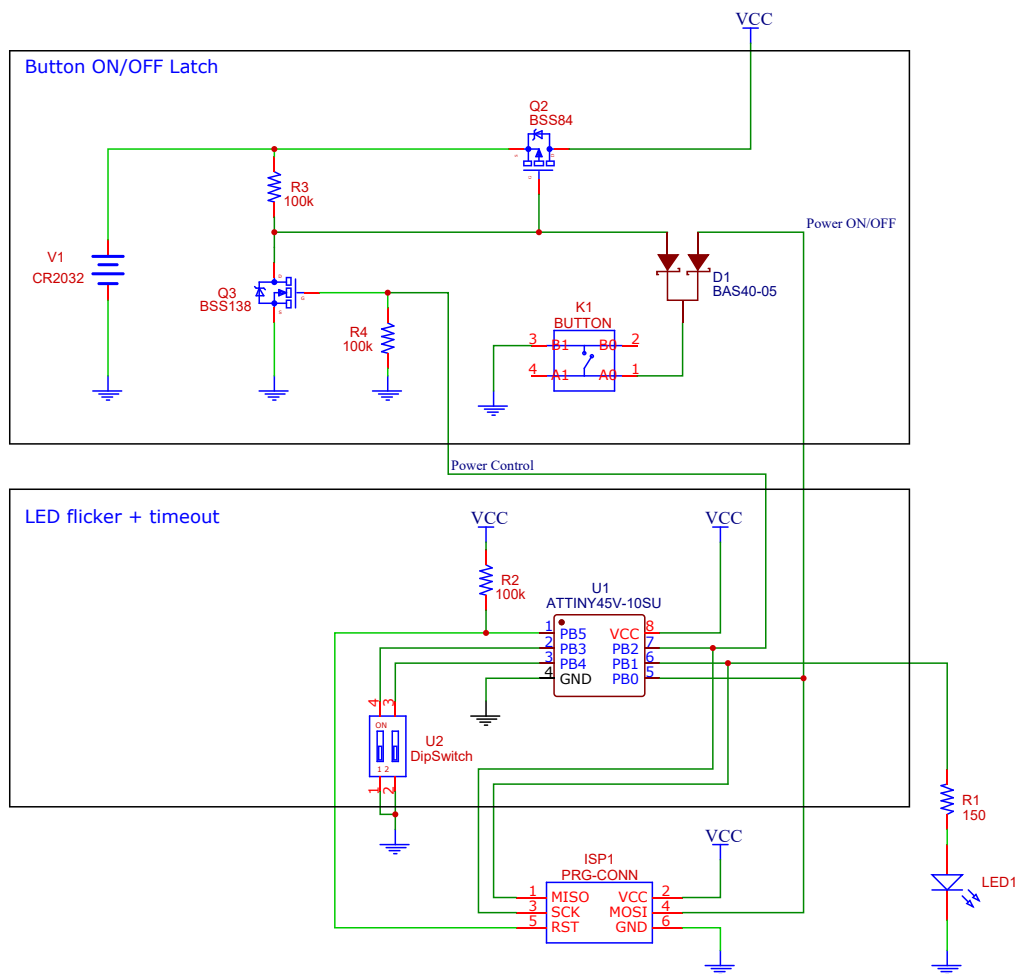 VCC
Button ON/OFF Latch
Q2
BSS84
R3
100k
Power ON/OFF
V1
CR2032
Q3
BSS138
D1
BAS40-05
K1
BUTTON
R4
100k
3 B1 B0 2
4 A1 A0 1
Power Control
LED flicker + timeout
VCC
VCC
R2
100k
U1
ATTINY45V-10SU
1 PB5 VCC 8
2 PB3 PB2 7
3 PB4 PB1 6
4 GND PB0 5
4 3
ON
1 2
U2
DipSwitch
1 2
R1
150
VCC
ISP1
PRG-CONN
LED1
1 MISO VCC 2
3 SCK MOSI 4
5 RST GND 6